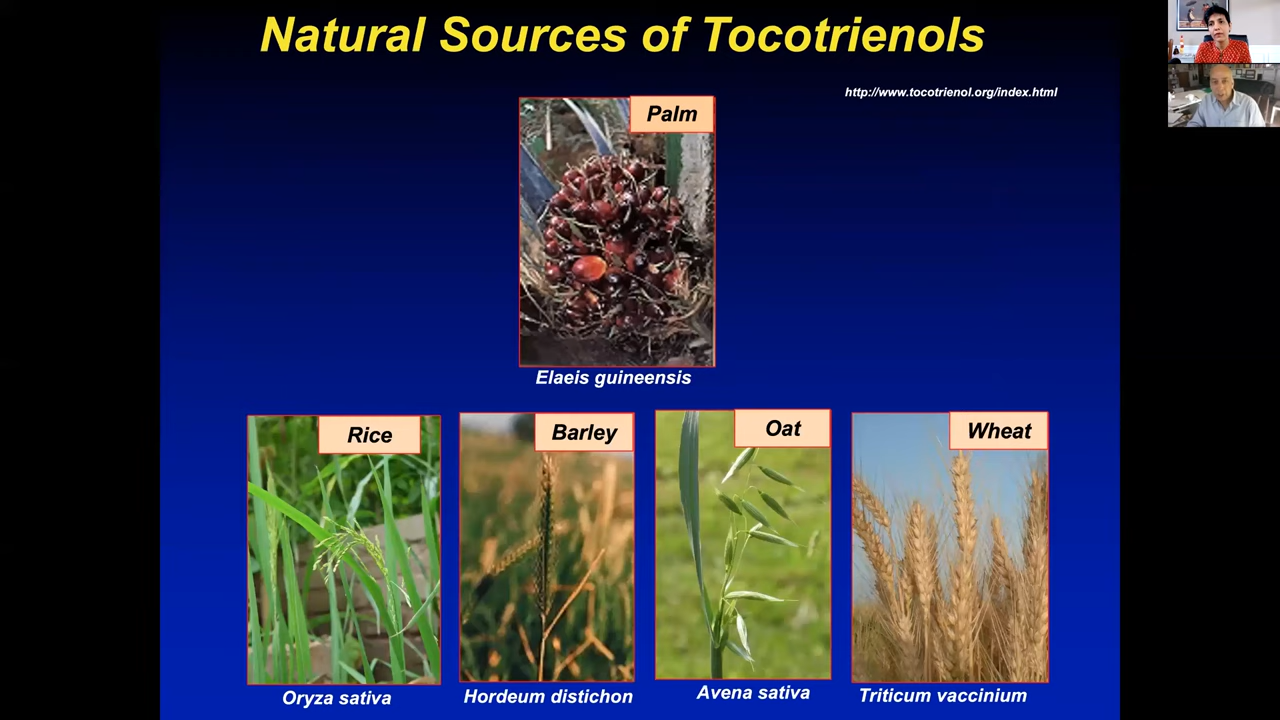 Natural Sources of Tocotrienols
http://www.tocotrienol.org/index.html
Palm
Elaeis guineensis
Rice
Barley
Oat
Wheat
Oryza sativa
Hordeum distichon
Avena sativa
Triticum vaccinium